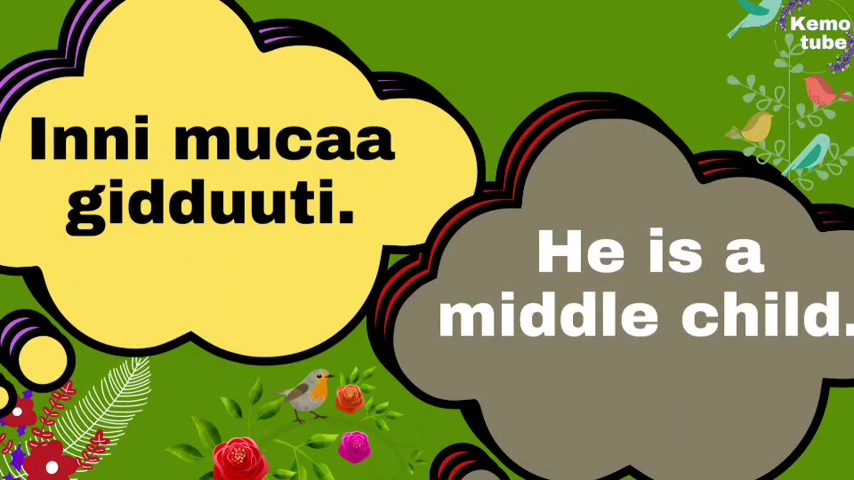 Inni mucaa
gidduuti.
He is a
middle child.
Kemo
tube